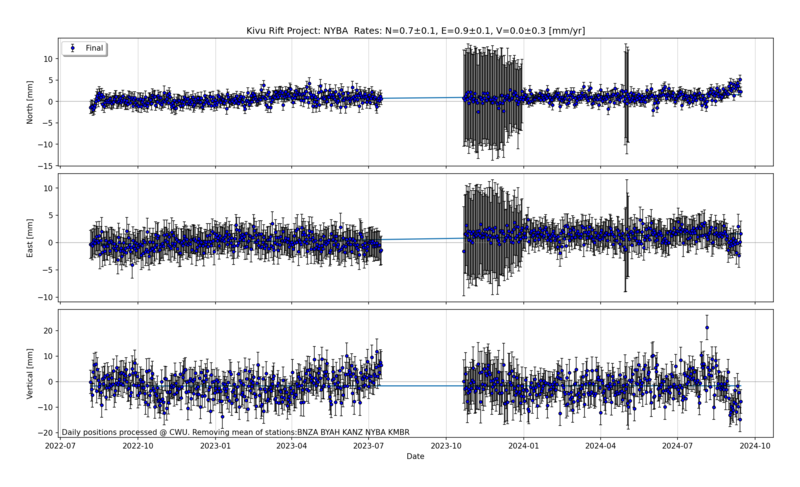 Kivu Rift Project: NYBA  Rates: N=0.7±0.1, E=0.9±0.1, V=0.0±0.3 [mm/yr]
Final
North [mm]
10
5
0
−5
−10
−15
East [mm]
10
5
0
−5
−10
Vertical [mm]
20
10
0
−10
−20
Daily positions processed @ CWU. Removing mean of stations:BNZA BYAH KANZ NYBA KMBR
2022-07 2022-10 2023-01 2023-04 2023-07 2023-10 2024-01 2024-04 2024-07 2024-10
Date